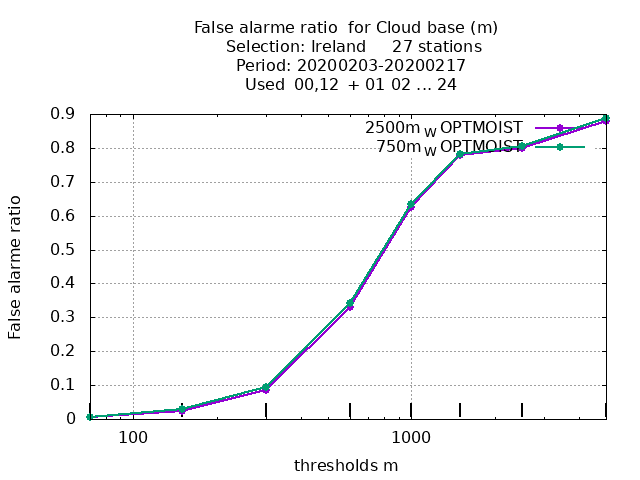 False alarme ratio  for Cloud base (m)
Selection: Ireland     27 stations
Period: 20200203-20200217
Used  00,12  + 01 02 ... 24
2500m W OPTMOIST
750m W OPTMOIST
0.9
0.8
0.7
0.6
0.5
0.4
0.3
0.2
0.1
0
False alarme ratio
100
1000
thresholds m